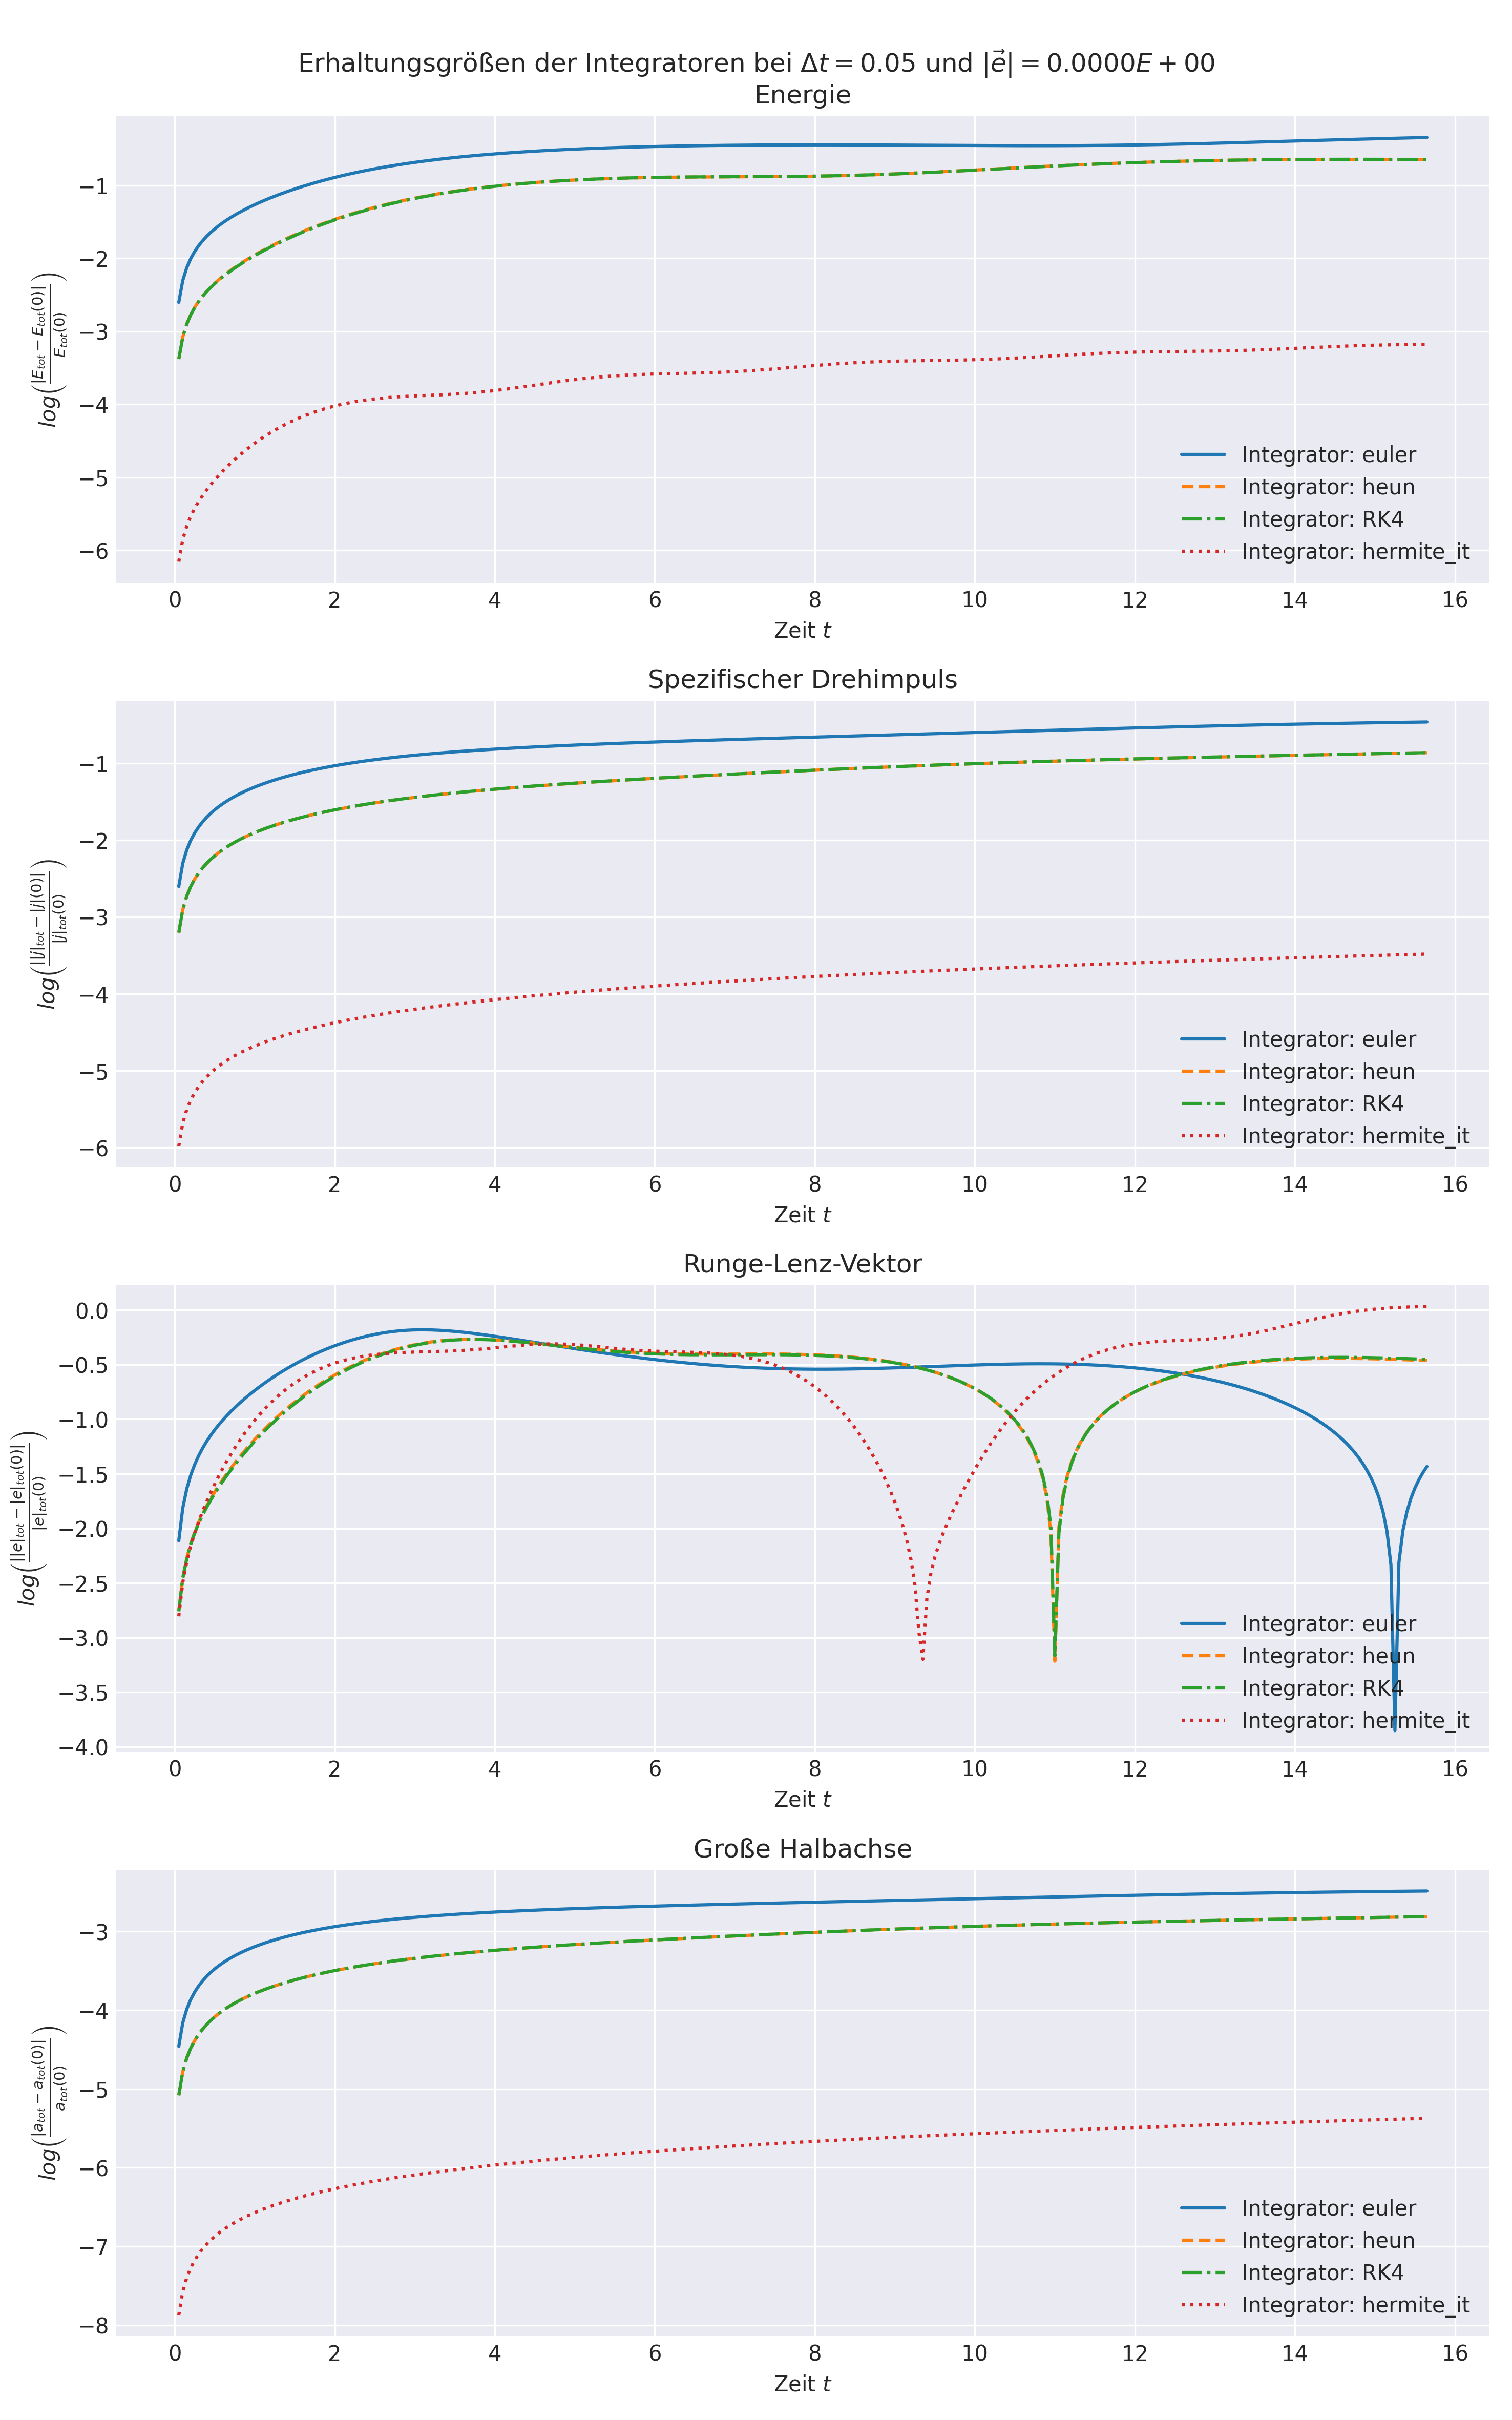 Erhaltungsgrößen der Integratoren bei Δt = 0.05 und |e⃗| = 0.0000E + 00
Energie
log(|E_tot − E_tot(0)| / E_tot(0))
−1
−2
−3
−4
−5
−6
Integrator: euler
Integrator: heun
Integrator: RK4
Integrator: hermite_it
0 2 4 6 8 10 12 14 16
Zeit t
Spezifischer Drehimpuls
log(||j|_tot − |j|(0)| / |j|_tot(0))
−1
−2
−3
−4
−5
−6
Integrator: euler
Integrator: heun
Integrator: RK4
Integrator: hermite_it
0 2 4 6 8 10 12 14 16
Zeit t
Runge-Lenz-Vektor
log(||e|_tot − |e|_tot(0)| / |e|_tot(0))
0.0
−0.5
−1.0
−1.5
−2.0
−2.5
−3.0
−3.5
−4.0
Integrator: euler
Integrator: heun
Integrator: RK4
Integrator: hermite_it
0 2 4 6 8 10 12 14 16
Zeit t
Große Halbachse
log(|a_tot − a_tot(0)| / a_tot(0))
−3
−4
−5
−6
−7
−8
Integrator: euler
Integrator: heun
Integrator: RK4
Integrator: hermite_it
0 2 4 6 8 10 12 14 16
Zeit t